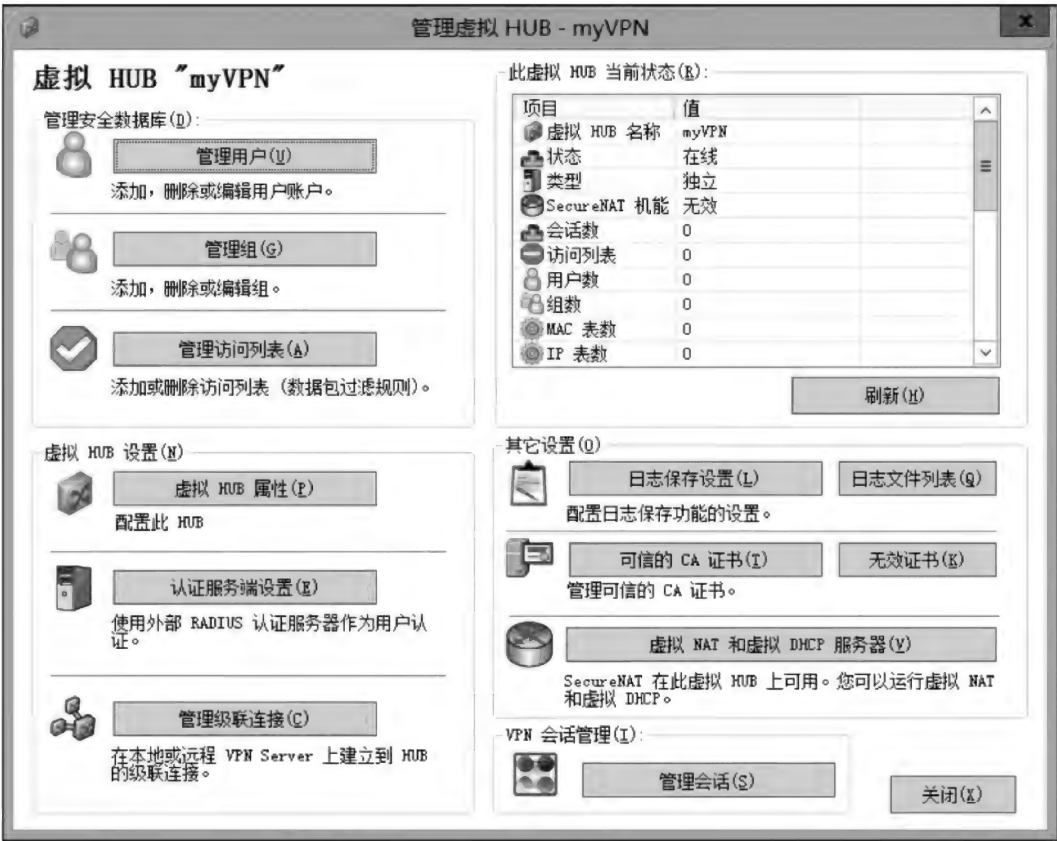 管理虚拟 HUB - myVPN
x
虚拟 HUB "myVPN"
管理安全数据库(D):
管理用户(U)
添加，删除或编辑用户账户。
管理组(G)
添加，删除或编辑组。
管理访问列表(A)
添加或删除访问列表 (数据包过滤规则)。
虚拟 HUB 设置(N)
虚拟 HUB 属性(P)
配置此 HUB
认证服务端设置(E)
使用外部 RADIUS 认证服务器作为用户认
证。
管理级联连接(C)
在本地或远程 VPN Server 上建立到 HUB
的级联连接。
此虚拟 HUB 当前状态(R):
项目 值
虚拟 HUB 名称 myVPN
状态 在线
类型 独立
SecureNAT 机能 无效
会话数 0
访问列表 0
用户数 0
组数 0
MAC 表数 0
IP 表数 0
刷新(H)
其它设置(O)
日志保存设置(L) 日志文件列表(Q)
配置日志保存功能的设置。
可信的 CA 证书(T) 无效证书(K)
管理可信的 CA 证书。
虚拟 NAT 和虚拟 DHCP 服务器(V)
SecureNAT 在此虚拟 HUB 上可用。您可以运行虚拟 NAT
和虚拟 DHCP。
VPN 会话管理(I):
管理会话(S)
关闭(X)